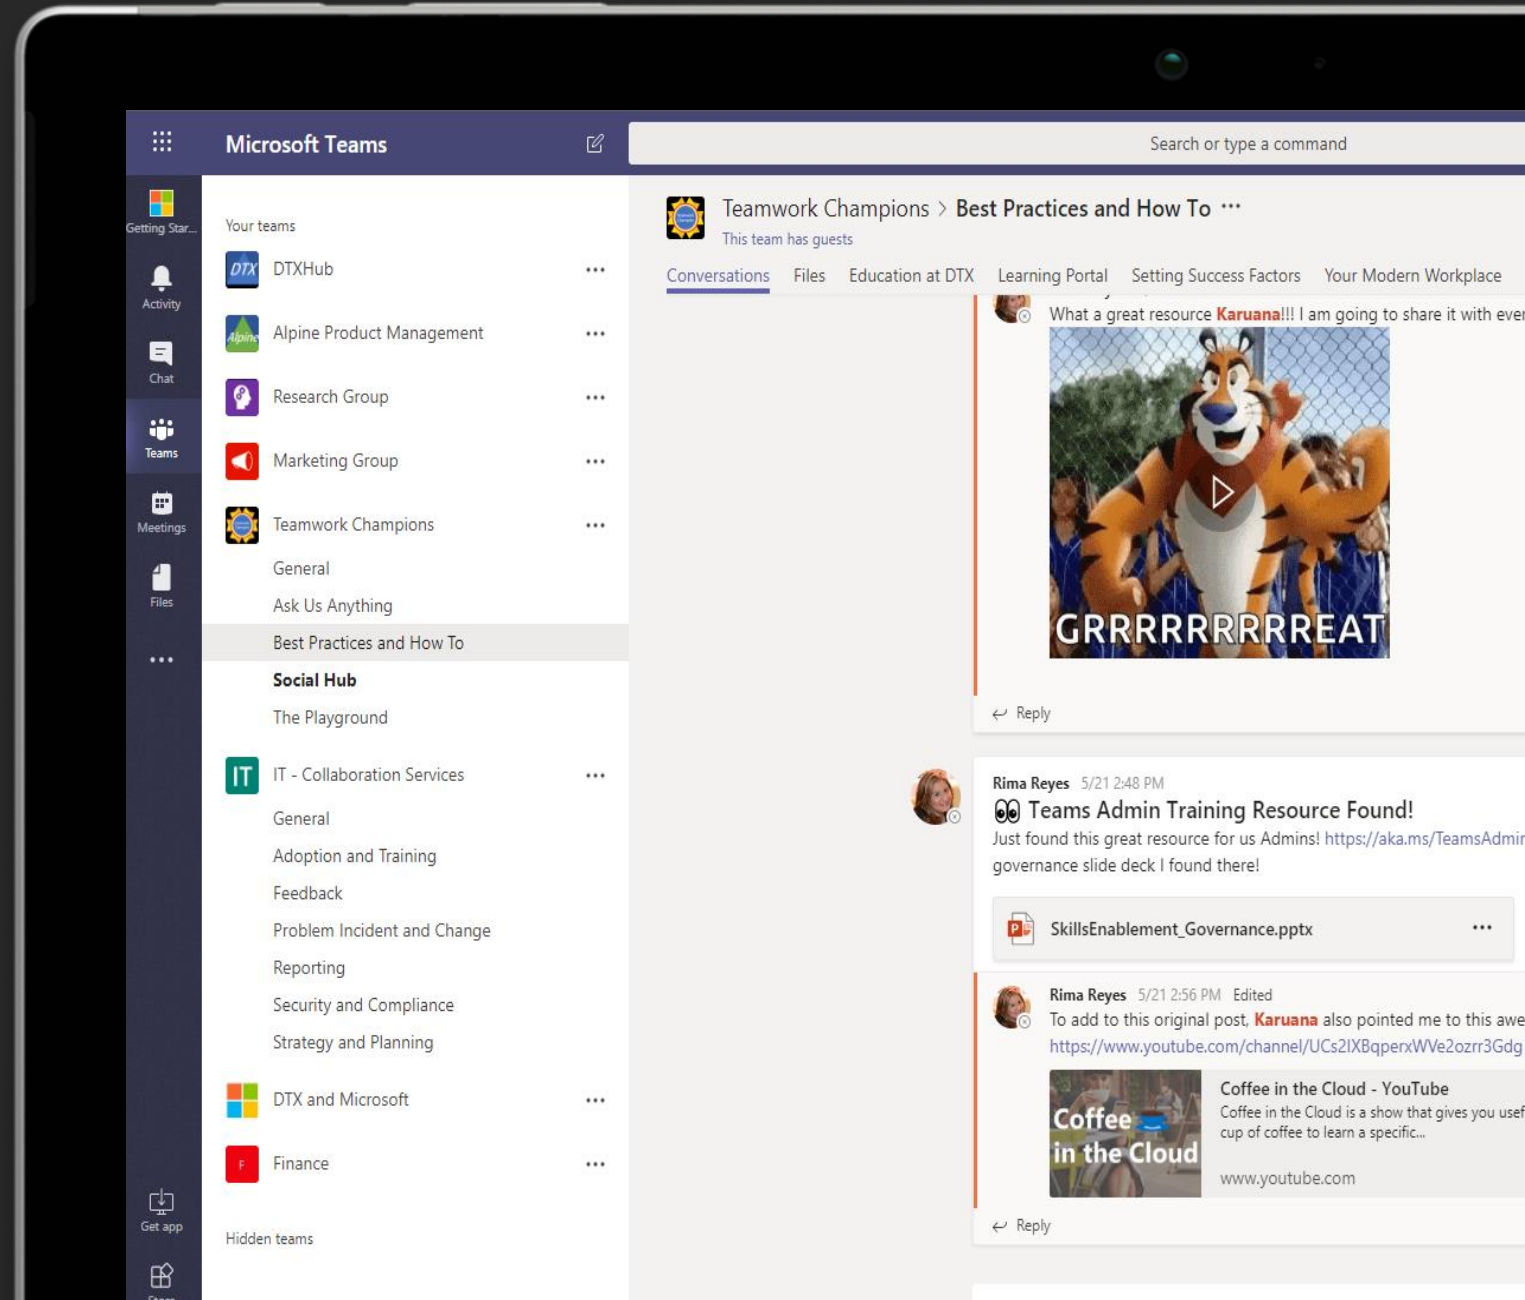 Microsoft Teams
Search or type a command
Getting Star...
Activity
Chat
Teams
Meetings
Files
Get app
Your teams
DTX
DTXHub
Alpine
Alpine Product Management
Research Group
Marketing Group
Teamwork Champions
General
Ask Us Anything
Best Practices and How To
Social Hub
The Playground
IT
IT - Collaboration Services
General
Adoption and Training
Feedback
Problem Incident and Change
Reporting
Security and Compliance
Strategy and Planning
DTX and Microsoft
F
Finance
Hidden teams
Teamwork Champions > Best Practices and How To ...
This team has guests
Conversations Files Education at DTX Learning Portal Setting Success Factors Your Modern Workplace
What a great resource Karuana!!! I am going to share it with
GRRRRRRRRREAT
Reply
Rima Reyes 5/21 2:48 PM
Teams Admin Training Resource Found!
Just found this great resource for us Admins! https://aka.ms/TeamsAdmin
governance slide deck I found there!
SkillsEnablement_Governance.pptx
Rima Reyes 5/21 2:56 PM Edited
To add to this original post, Karuana also pointed me to this
https://www.youtube.com/channel/UCs2IXBqperxWVe2ozrr3Gdg
Coffee
in the Cloud
Coffee in the Cloud - YouTube
Coffee in the Cloud is a show that gives you
cup of coffee to learn a specific...
www.youtube.com
Reply